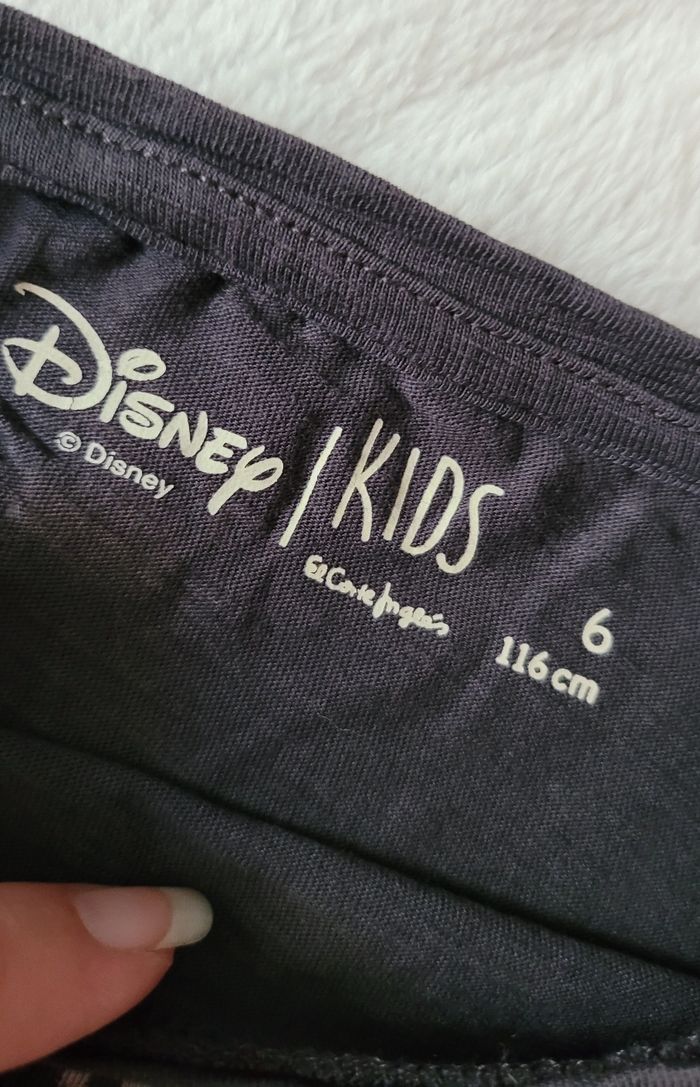 Disney / KIDS
© Disney
El Corte Inglés
6
116 cm